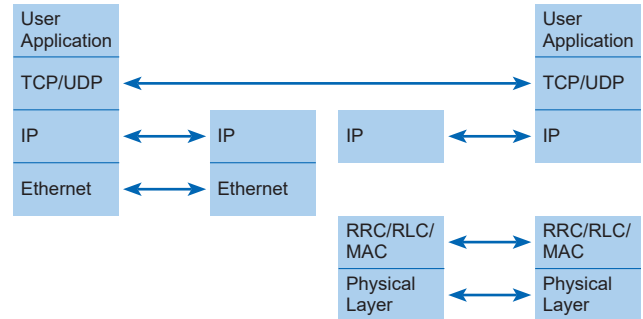 User
Application
TCP/UDP
IP
Ethernet
IP
Ethernet
IP
RRC/RLC/
MAC
Physical
Layer
User
Application
TCP/UDP
IP
RRC/RLC/
MAC
Physical
Layer